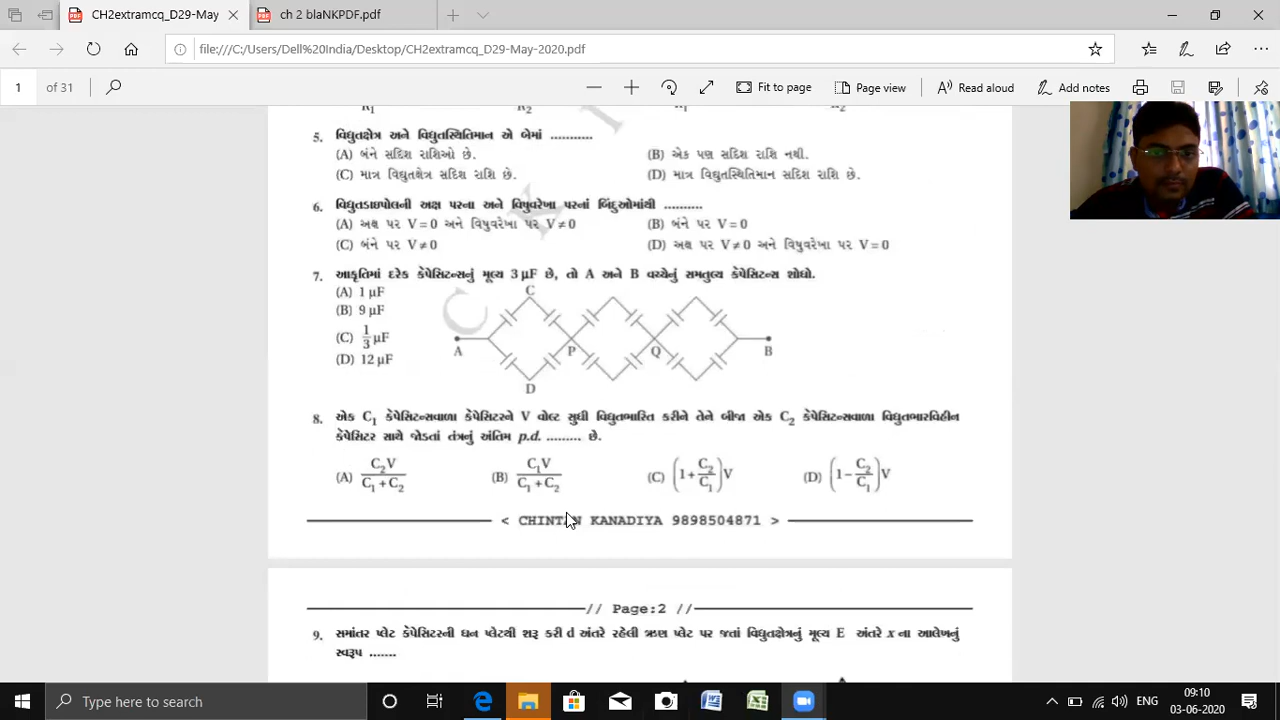 CH2extramcq_D29-May-2020.pdf
ch 2 blaNKPDF.pdf
file:///C:/Users/Dell%20India/Desktop/CH2extramcq_D29-May-2020.pdf
1 of 31
Fit to page
Page view
Read aloud
Add notes
R1 R2 R1 R2
5. વિદ્યુતક્ષેત્ર અને વિદ્યુતસ્થિતિમાન એ બેમાં ...........
(A) બંને સદિશ રાશિઓ છે. (B) એક પણ સદિશ રાશિ નથી.
(C) માત્ર વિદ્યુતક્ષેત્ર સદિશ રાશિ છે. (D) માત્ર વિદ્યુતસ્થિતિમાન સદિશ રાશિ છે.
6. વિદ્યુતડાઇપોલની અક્ષ પરના અને વિષુવરેખા પરનાં બિંદુઓમાંથી ..........
(A) અક્ષ પર V = 0 અને વિષુવરેખા પર V ≠ 0 (B) બંને પર V = 0
(C) બંને પર V ≠ 0 (D) અક્ષ પર V ≠ 0 અને વિષુવરેખા પર V = 0
7. આકૃતિમાં દરેક કૅપેસિટન્સનું મૂલ્ય 3 μF છે, તો A અને B વચ્ચેનું સમતુલ્ય કૅપેસિટન્સ શોધો.
(A) 1 μF
(B) 9 μF
(C) 1/3 μF
(D) 12 μF
C
A P Q B
D
8. એક C1 કૅપેસિટન્સવાળા કૅપેસિટરને V વોલ્ટ સુધી વિદ્યુતભારિત કરીને તેને બીજા એક C2 કૅપેસિટન્સવાળા વિદ્યુતભારવિહીન
કૅપેસિટર સાથે જોડતાં તંત્રનું અંતિમ p.d. ......... છે.
(A) C2V/(C1 + C2) (B) C1V/(C1 + C2) (C) (1 + C2/C1)V (D) (1 − C2/C1)V
< CHINTAN KANADIYA 9898504871 >
// Page:2 //
9. સમાંતર પ્લેટ કૅપેસિટરની ધન પ્લેટથી શરૂ કરી d અંતરે રહેલી ઋણ પ્લેટ પર જતાં વિદ્યુતક્ષેત્રનું મૂલ્ય E અંતરે x ના આલેખનું
સ્વરૂપ .......
Type here to search
ENG
09:10
03-06-2020